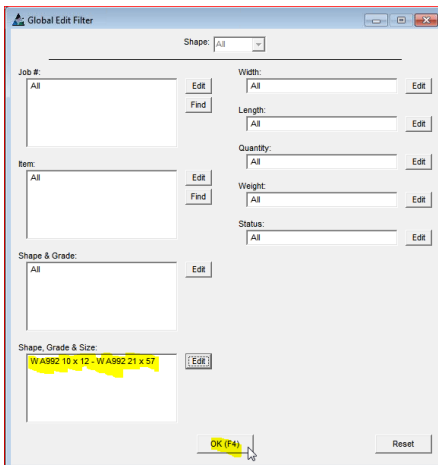 Global Edit Filter
Shape: All
Job #:
All
Edit
Find
Item:
All
Edit
Find
Shape & Grade:
All
Edit
Shape, Grade & Size:
W A992 10 x 12 - W A992 21 x 57
Edit
Width:
All
Edit
Length:
All
Edit
Quantity:
All
Edit
Weight:
All
Edit
Status:
All
Edit
OK (F4)
Reset